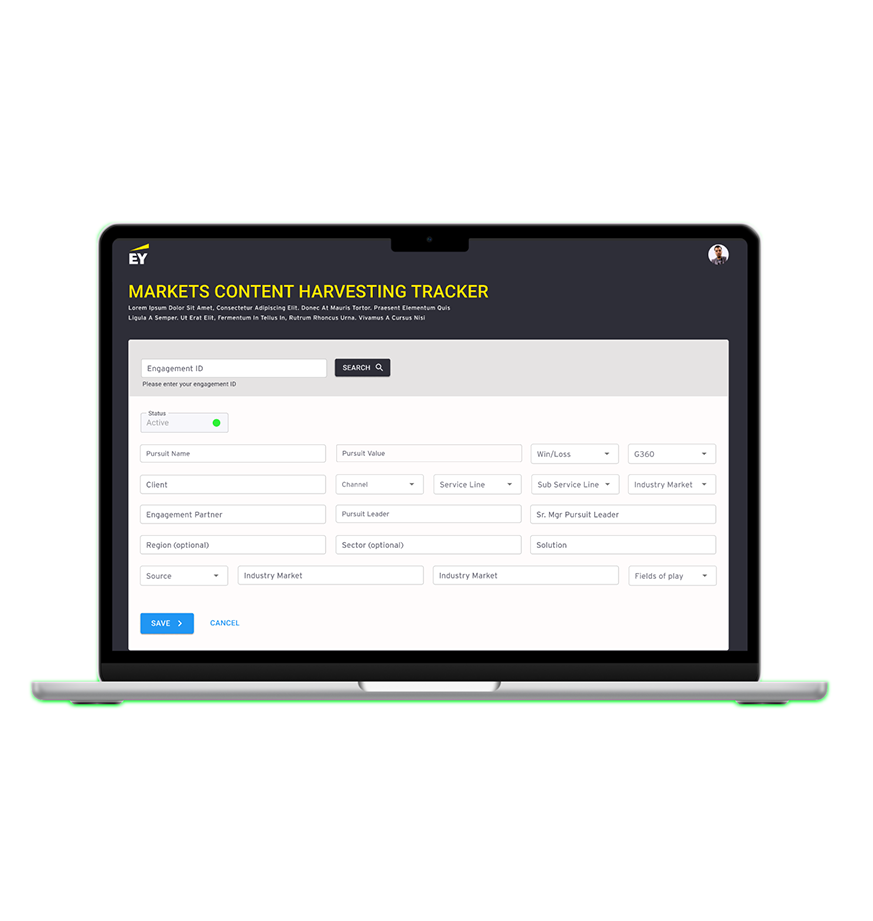 EY
MARKETS CONTENT HARVESTING TRACKER
Lorem Ipsum Dolor Sit Amet, Consectetur Adipiscing Elit. Donec At Mauris Tortor. Praesent Elementum Quis
Ligula A Semper. Ut Erat Elit, Fermentum In Tellus In, Rutrum Rhoncus Urna. Vivamus A Cursus Nisi
Engagement ID SEARCH
Please enter your engagement ID
Status
Active
Pursuit Name Pursuit Value Win/Loss G360
Client Channel Service Line Sub Service Line Industry Market
Engagement Partner Pursuit Leader Sr. Mgr Pursuit Leader
Region (optional) Sector (optional) Solution
Source Industry Market Industry Market Fields of play
SAVE CANCEL